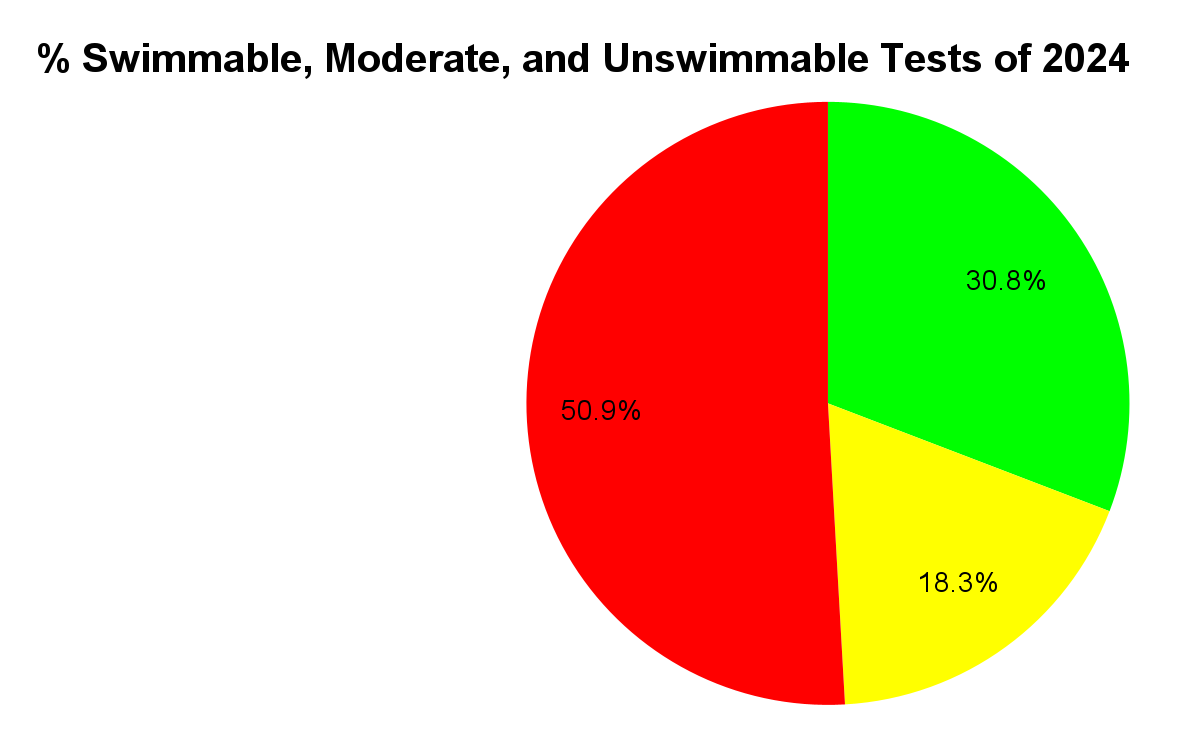 % Swimmable, Moderate, and Unswimmable Tests of 2024
30.8%
50.9%
18.3%